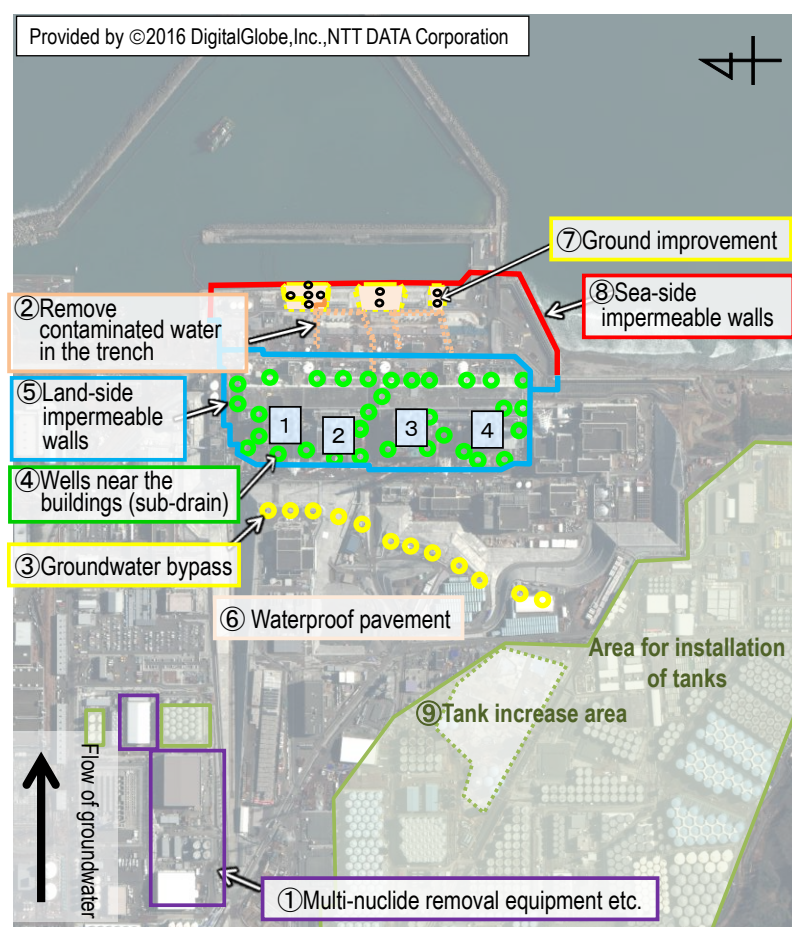 Provided by ©2016 DigitalGlobe,Inc.,NTT DATA Corporation
⑦Ground improvement
⑧Sea-side
impermeable walls
②Remove
contaminated water
in the trench
⑤Land-side
impermeable
walls
1
2
3
4
④Wells near the
buildings (sub-drain)
③Groundwater bypass
⑥ Waterproof pavement
Area for installation
of tanks
⑨Tank increase area
Flow of groundwater
①Multi-nuclide removal equipment etc.